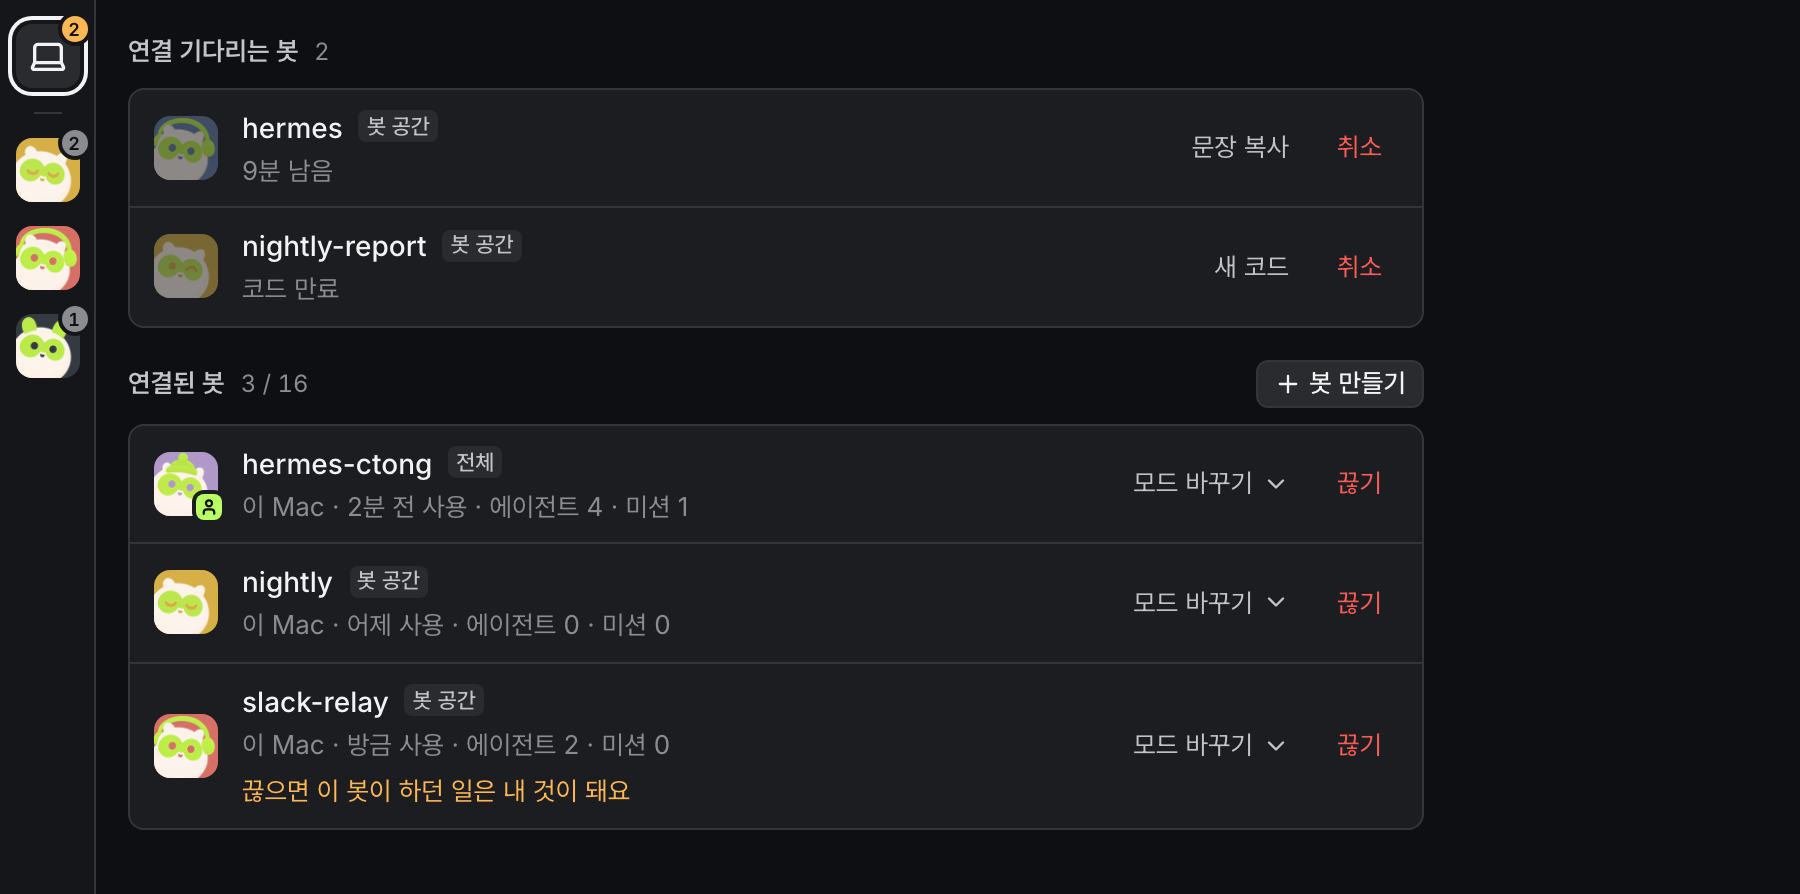 2
2
1
연결 기다리는 봇 2
hermes 봇 공간
9분 남음
문장 복사 취소
nightly-report 봇 공간
코드 만료
새 코드 취소
연결된 봇 3 / 16
+ 봇 만들기
hermes-ctong 전체
이 Mac · 2분 전 사용 · 에이전트 4 · 미션 1
모드 바꾸기 끊기
nightly 봇 공간
이 Mac · 어제 사용 · 에이전트 0 · 미션 0
모드 바꾸기 끊기
slack-relay 봇 공간
이 Mac · 방금 사용 · 에이전트 2 · 미션 0
끊으면 이 봇이 하던 일은 내 것이 돼요
모드 바꾸기 끊기